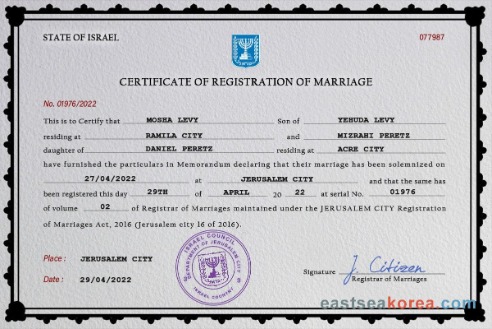 STATE OF ISRAEL 077987
CERTIFICATE OF REGISTRATION OF MARRIAGE
No. 01976/2022
This is to Certify that MOSHA LEVY Son of YEHUDA LEVY
residing at RAMILA CITY and MIZRAHI PERETZ
daughter of DANIEL PERETZ residing at ACRE CITY
have furnished the particulars in Memorandum declaring that their marriage has been solemnized on
27/04/2022 at JERUSALEM CITY and that the same has
been registered this day 29TH of APRIL 20 22 at serial No. 01976
of volume 02 of Registrar of Marriages maintained under the JERUSALEM CITY Registration
of Marriages Act, 2016 (Jerusalem city 16 of 2016).
ISRAEL COUNCIL
DEPARTMENT OF JERUSALEM CITY
Place : JERUSALEM CITY
Signature J. Citizen
Registrar of Marriages
Date : 29/04/2022
eastseakorea.com